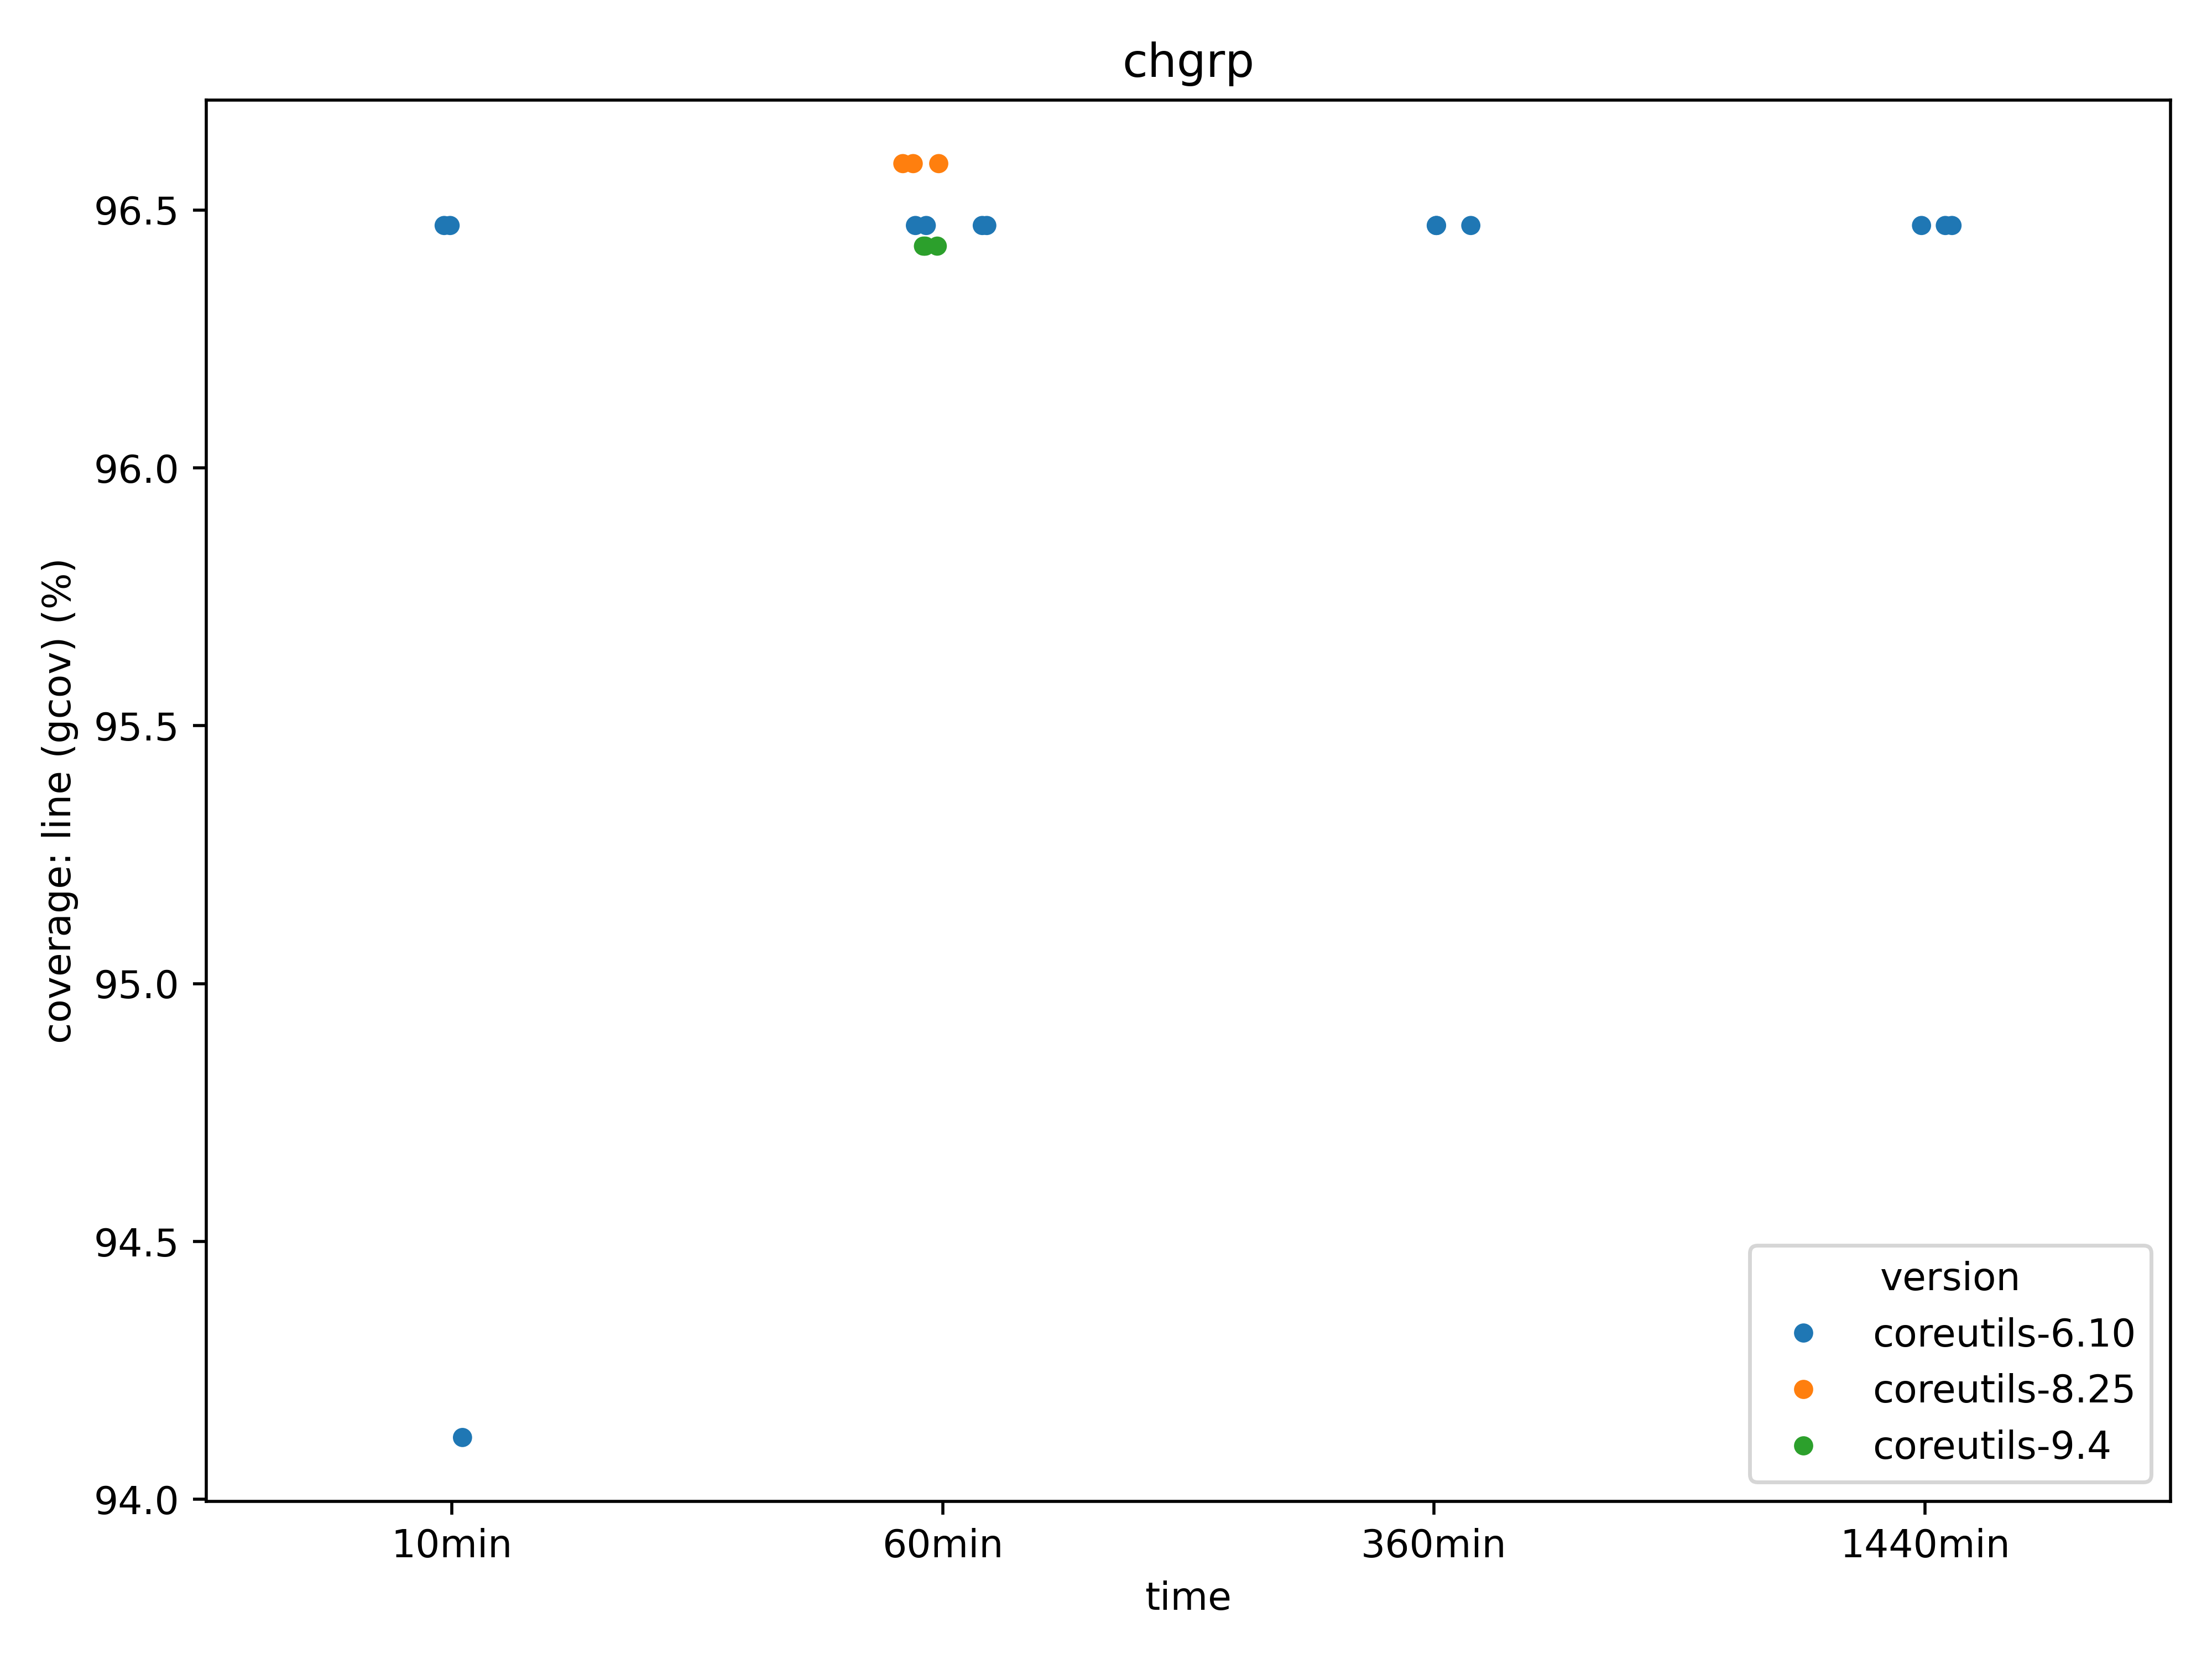 chgrp
96.5
96.0
95.5
95.0
94.5
94.0
coverage: line (gcov) (%)
10min
60min
360min
1440min
time
version
coreutils-6.10
coreutils-8.25
coreutils-9.4